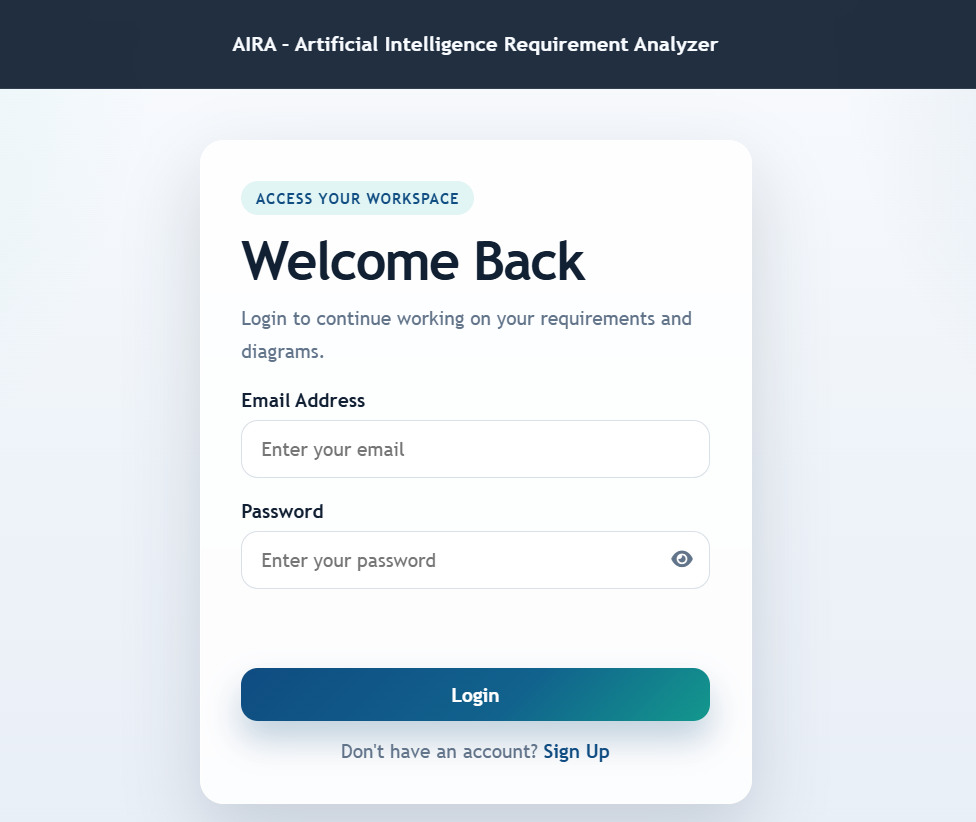 AIRA - Artificial Intelligence Requirement Analyzer
ACCESS YOUR WORKSPACE
Welcome Back
Login to continue working on your requirements and
diagrams.
Email Address
Enter your email
Password
Enter your password
Login
Don't have an account? Sign Up